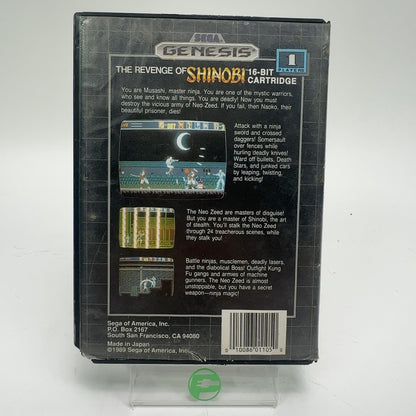 SEGA
GENESIS
THE REVENGE OF SHINOBI 16-BIT CARTRIDGE
1
PLAYER
You are Musashi, master ninja. You are one of the mystic warriors,
who see and know all things. You are deadly! Now you must
destroy the vicious army of Neo Zeed. If you fail, then Naoko, their
beautiful prisoner, dies!
Attack with a ninja
sword and crossed
daggers! Somersault
over fences while
hurling deadly knives!
Ward off bullets, Death
Stars, and junked cars
by leaping, twisting,
and kicking!
The Neo Zeed are masters of disguise!
But you are a master of Shinobi, the art
of stealth. You'll stalk the Neo Zeed
through 24 treacherous scenes, while
they stalk you!
Battle ninjas, musclemen, deadly lasers,
and the diabolical Boss! Outfight Kung
Fu gangs and armies of machine
gunners. The Neo Zeed is almost
unstoppable, but you have a secret
weapon—ninja magic!
Sega of America, Inc.
P.O. Box 2167
South San Francisco, CA 94080
Made in Japan
©1989 Sega of America, Inc.
0 10086 01105 8